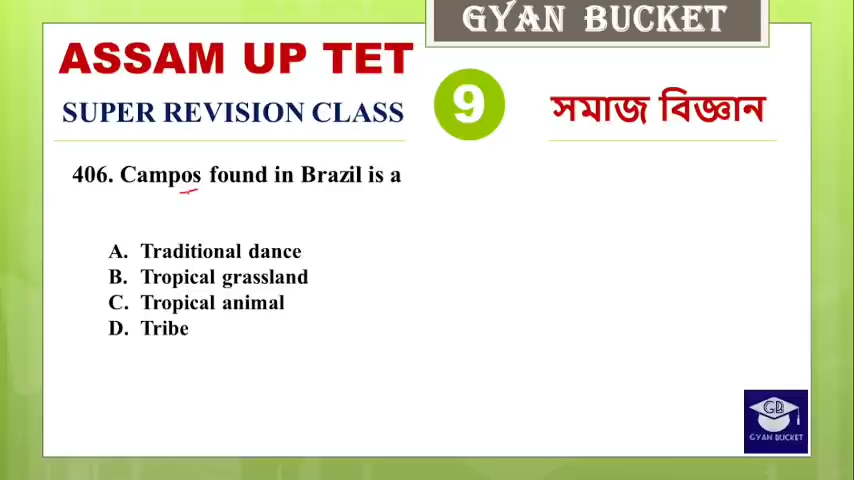 GYAN BUCKET
ASSAM UP TET
SUPER REVISION CLASS
9
সমাজ বিজ্ঞান
406. Campos found in Brazil is a
A. Traditional dance
B. Tropical grassland
C. Tropical animal
D. Tribe
GB
GYAN BUCKET